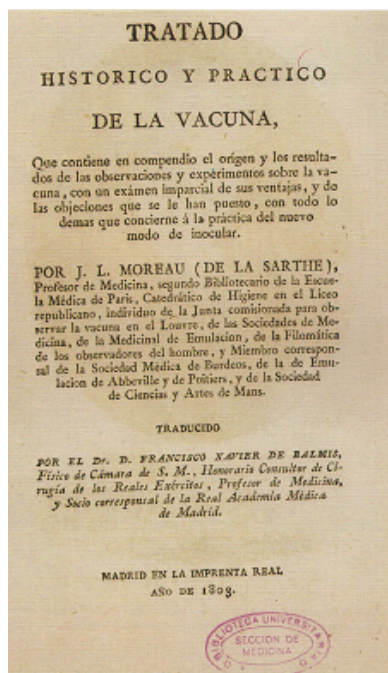 TRATADO
HISTORICO Y PRACTICO
DE LA VACUNA,
Que contiene en compendio el orígen y los resulta-
dos de las observaciones y experimentos sobre la va-
cuna, con un exâmen imparcial de sus ventajas, y de
las objeciones que se le han puesto, con todo lo
demas que concierne á la práctica del nuevo
modo de inocular.
POR J. L. MOREAU (DE LA SARTHE),
Profesor de Medicina, segundo Bibliotecario de la Escue-
la Médica de Paris, Catedrático de Higiene en el Liceo
republicano, individuo de la Junta comisionada para ob-
servar la vacuna en el Louvre, de las Sociedades de Me-
dicina, de la Medicinal de Emulacion, de la Filomática
de los observadores del hombre, y Miembro correspon-
sal de la Sociedad Médica de Burdeos, de la de Emu-
lacion de Abbeville y de Poitiers, y de la Sociedad
de Ciencias y Artes de Mans.
TRADUCIDO
POR EL Dr. D. FRANCISCO XAVIER DE BALMIS,
Físico de Cámara de S. M., Honorario Consultor de Ci-
rugía de los Reales Exércitos, Profesor de Medicina,
y Socio corresponsal de la Real Academia Médica
de Madrid.
MADRID EN LA IMPRENTA REAL
AÑO DE 1803.
BIBLIOTECA UNIVERSITARIA
SECCION DE
MEDICINA